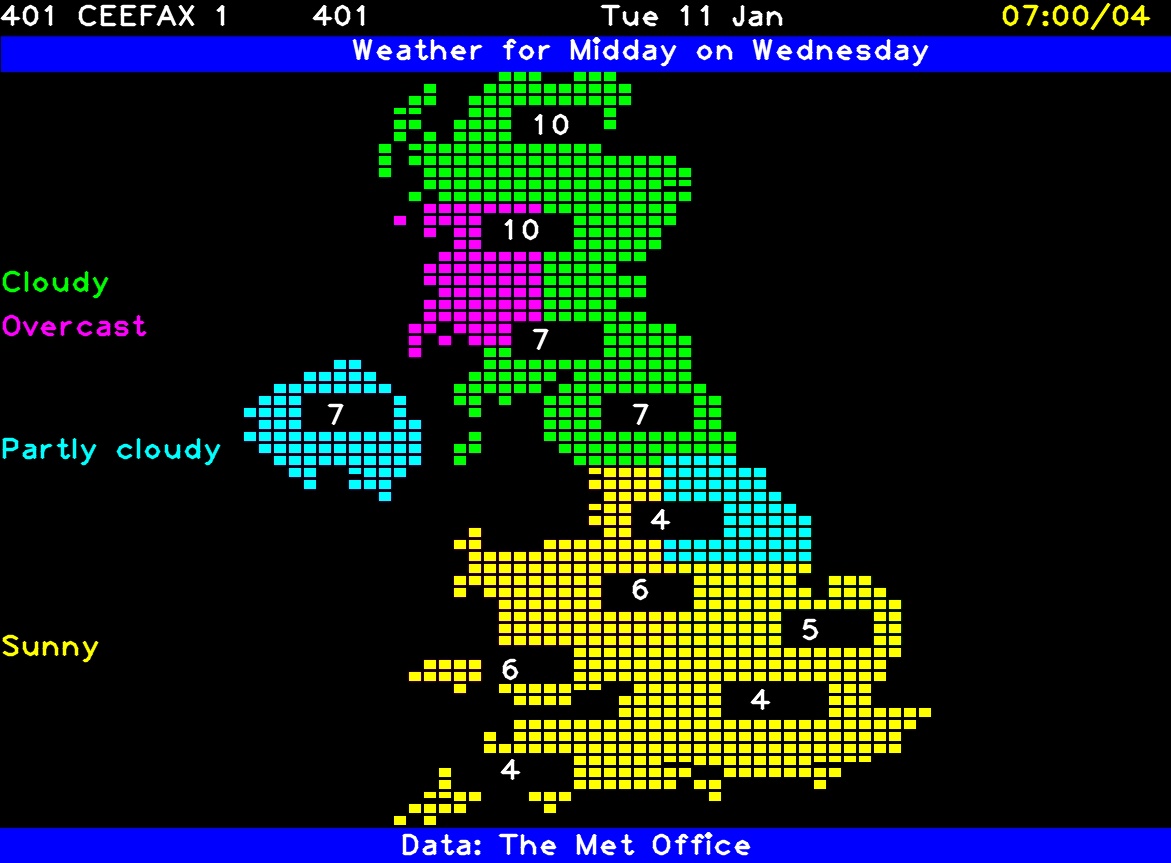 401 CEEFAX 1 401 Tue 11 Jan 07:00/04
Weather for Midday on Wednesday
10
10
Cloudy
Overcast
7
7
7
Partly cloudy
4
6
5
Sunny
6
4
4
Data: The Met Office